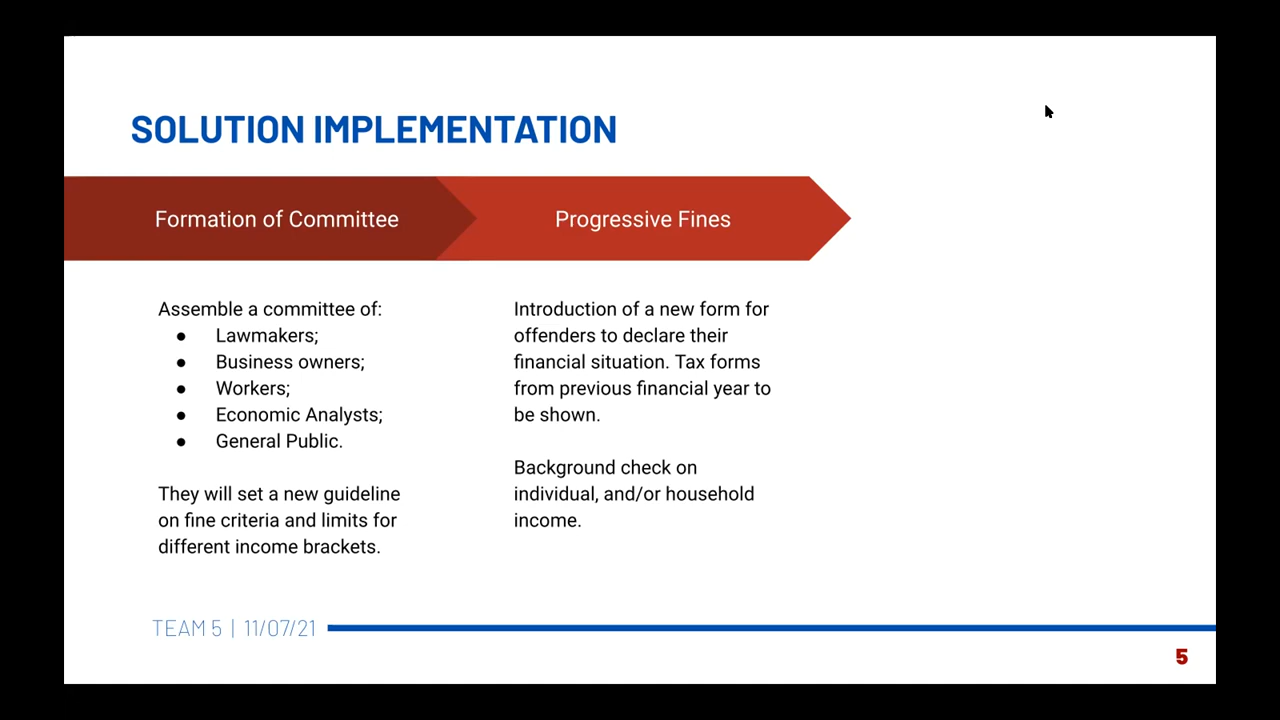 SOLUTION IMPLEMENTATION
Formation of Committee
Progressive Fines
Assemble a committee of:
● Lawmakers;
● Business owners;
● Workers;
● Economic Analysts;
● General Public.
They will set a new guideline
on fine criteria and limits for
different income brackets.
Introduction of a new form for
offenders to declare their
financial situation. Tax forms
from previous financial year to
be shown.
Background check on
individual, and/or household
income.
TEAM 5 | 11/07/21
5